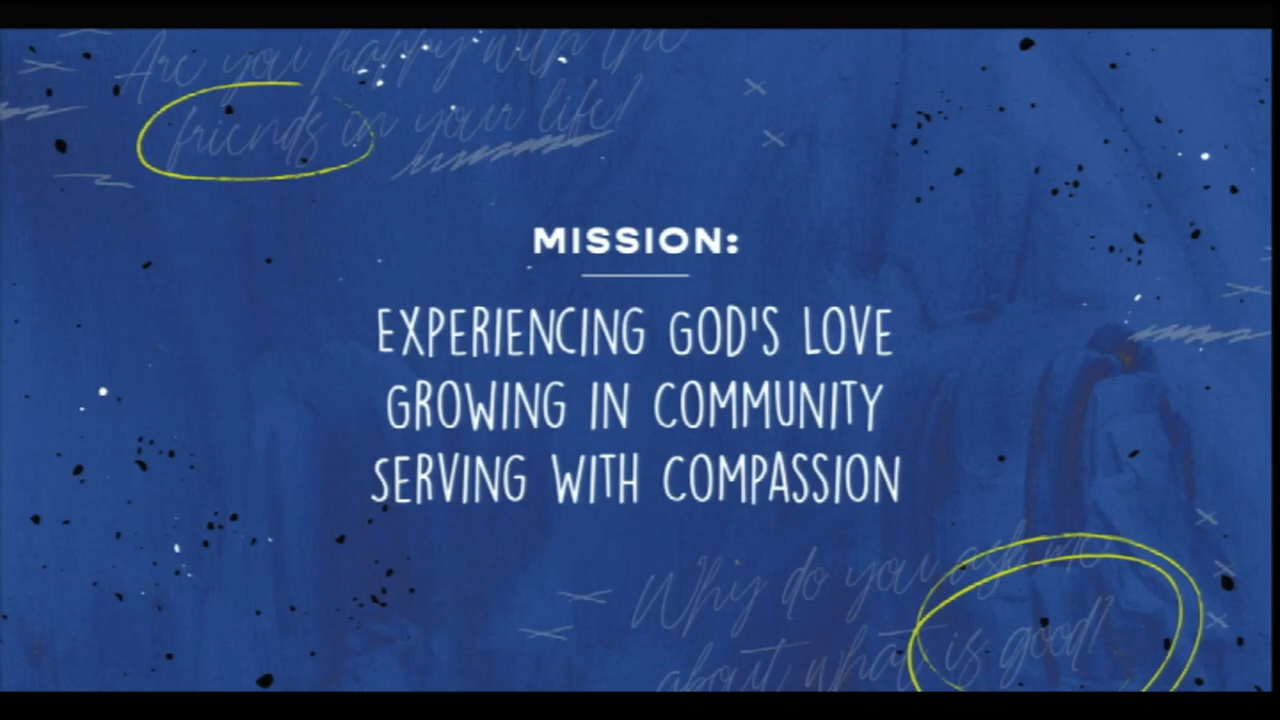 Are you happy with the
friends in your life!
MISSION:
EXPERIENCING GOD'S LOVE
GROWING IN COMMUNITY
SERVING WITH COMPASSION
Why do you ask me
about what is good?